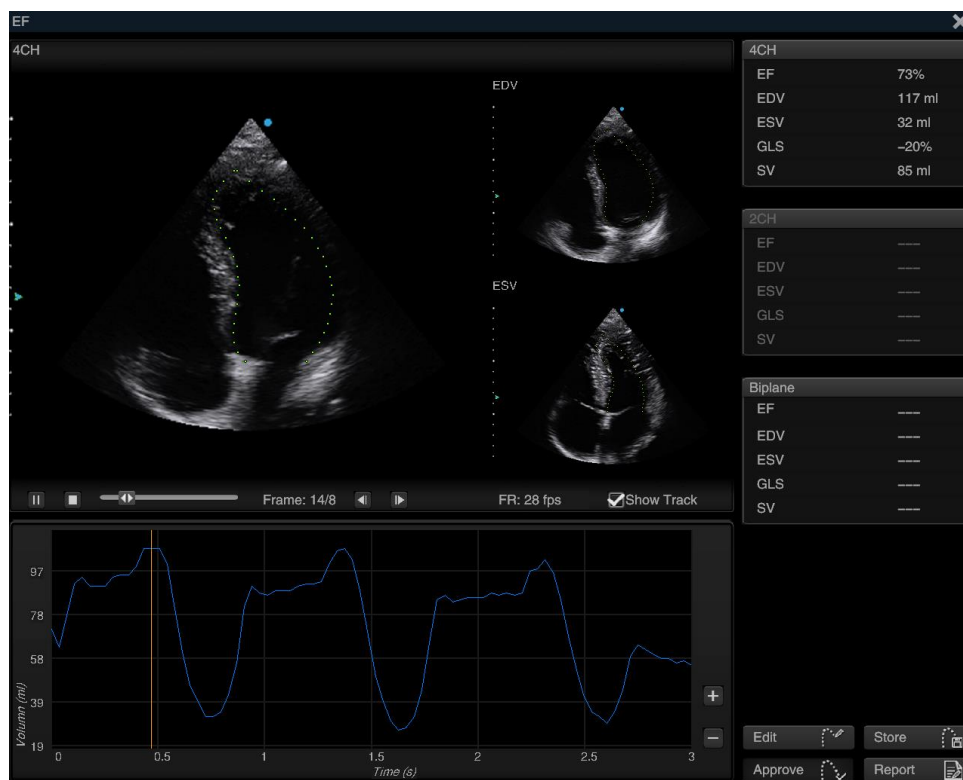 EF
4CH
EDV
ESV
Frame: 14/8
FR: 28 fps
Show Track
4CH
EF 73%
EDV 117 ml
ESV 32 ml
GLS -20%
SV 85 ml
2CH
EF ---
EDV ---
ESV ---
GLS ---
SV ---
Biplane
EF ---
EDV ---
ESV ---
GLS ---
SV ---
Volumn (ml)
97
78
58
39
19
0 0.5 1 1.5 2 2.5 3
Time (s)
+
−
Edit
Store
Approve
Report